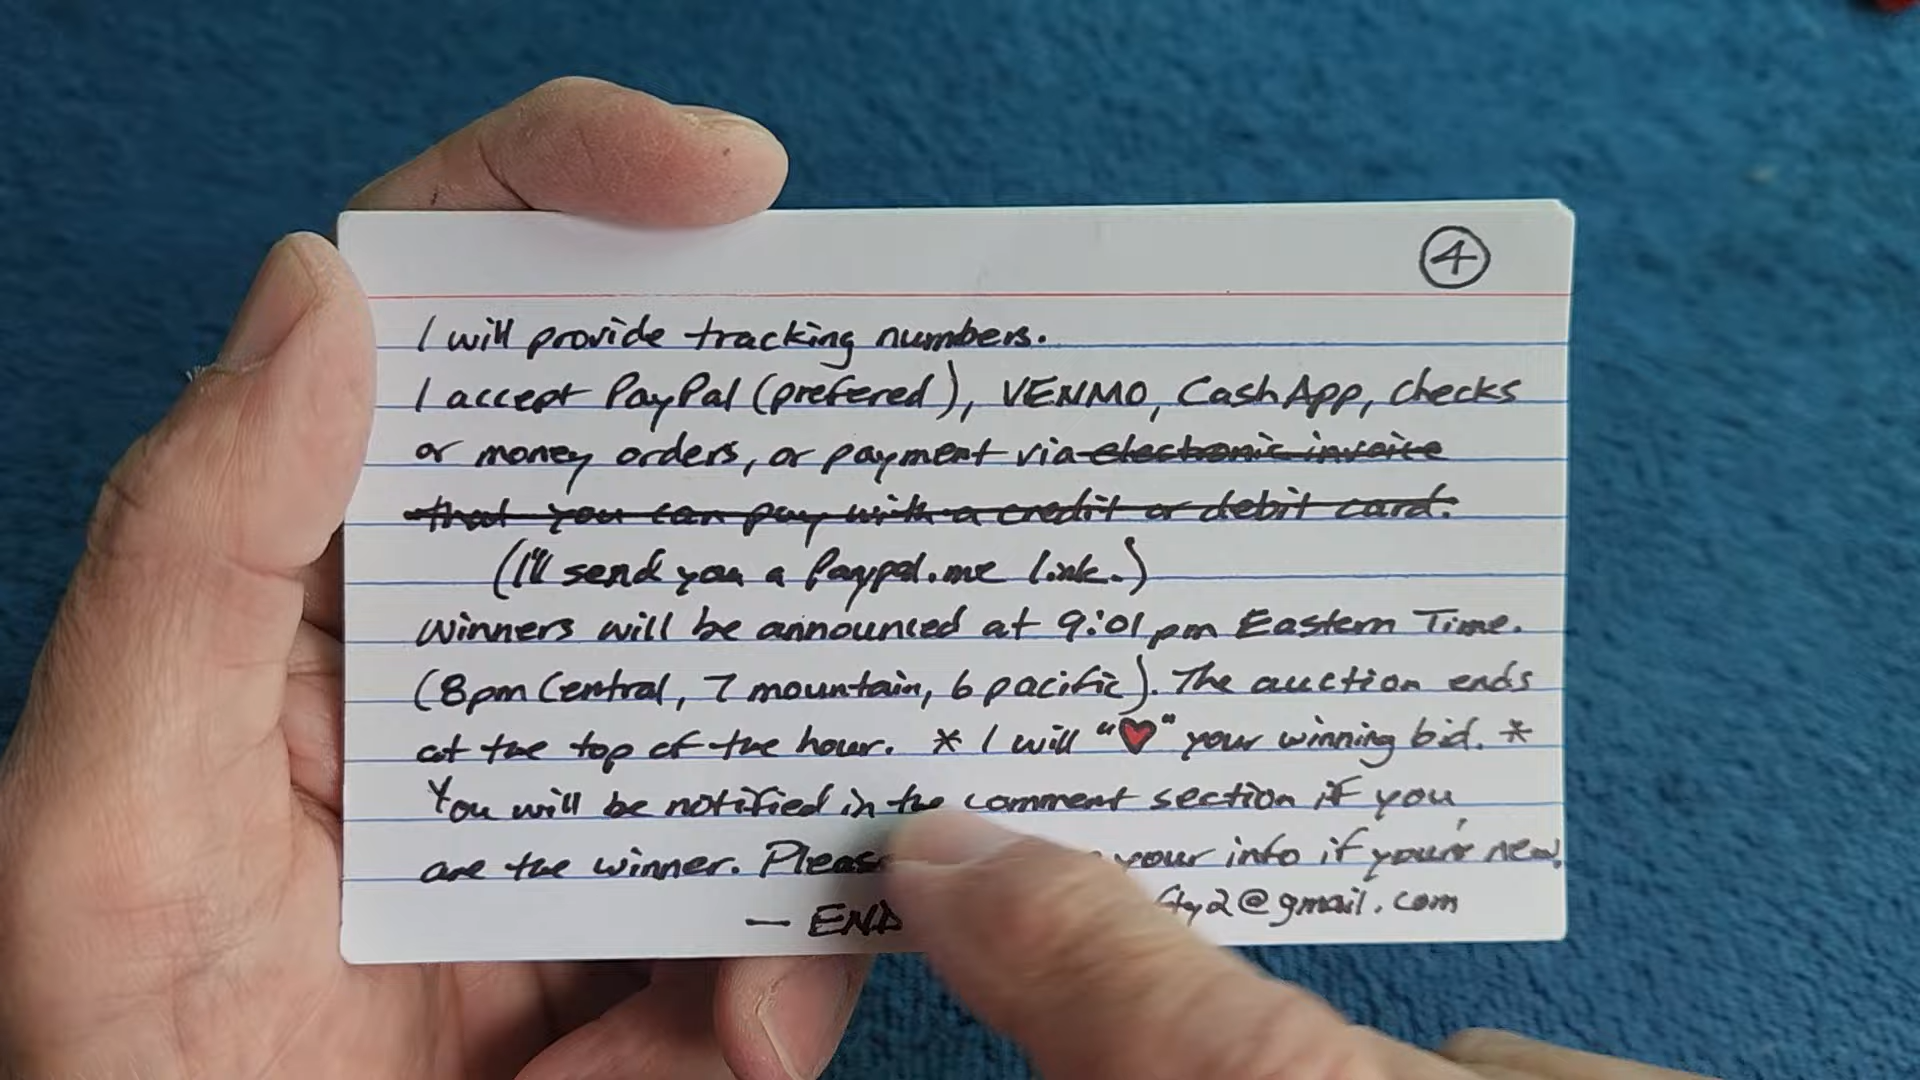 4
I will provide tracking numbers.
I accept PayPal (prefered), VENMO, CashApp, checks
or money orders, or payment via electronic invoice
that you can pay with a credit or debit card.
(I'll send you a Paypal.me link.)
Winners will be announced at 9:01 pm Eastern Time.
(8pm Central, 7 mountain, 6 pacific). The auction ends
at the top of the hour. * I will "❤" your winning bid. *
You will be notified in the comment section if you
are the winner. your info if you're new.
— END @gmail.com